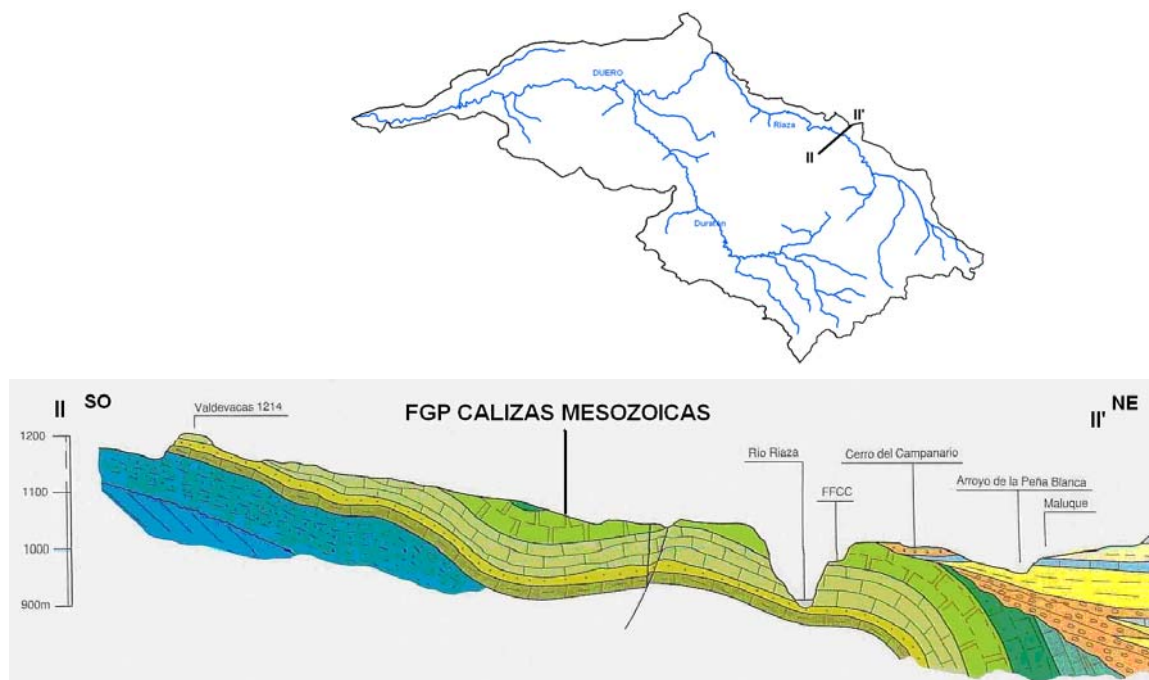 DUERO
II'
Riaza
II
Duratón
II SO
Valdevacas 1214
FGP CALIZAS MESOZOICAS
II' NE
Río Riaza
Cerro del Campanario
FFCC
Arroyo de la Peña Blanca
Maluque
1200
1100
1000
900m